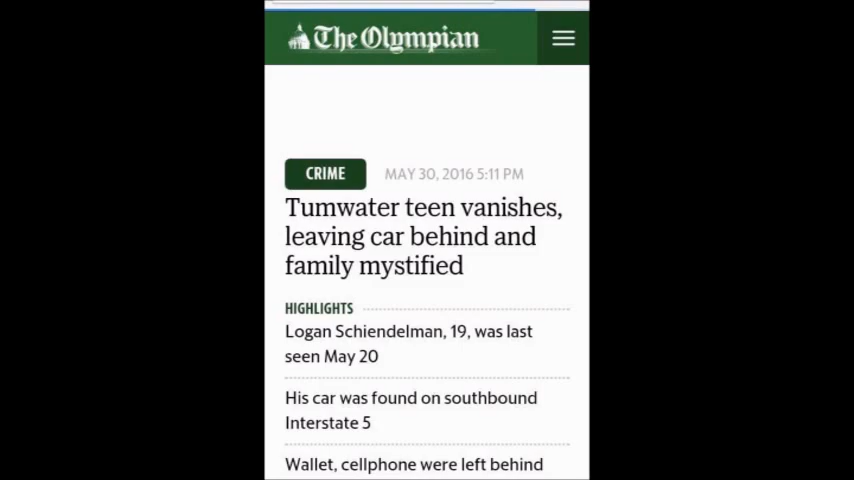 The Olympian
CRIME MAY 30, 2016 5:11 PM
Tumwater teen vanishes,
leaving car behind and
family mystified
HIGHLIGHTS
Logan Schiendelman, 19, was last
seen May 20
His car was found on southbound
Interstate 5
Wallet, cellphone were left behind